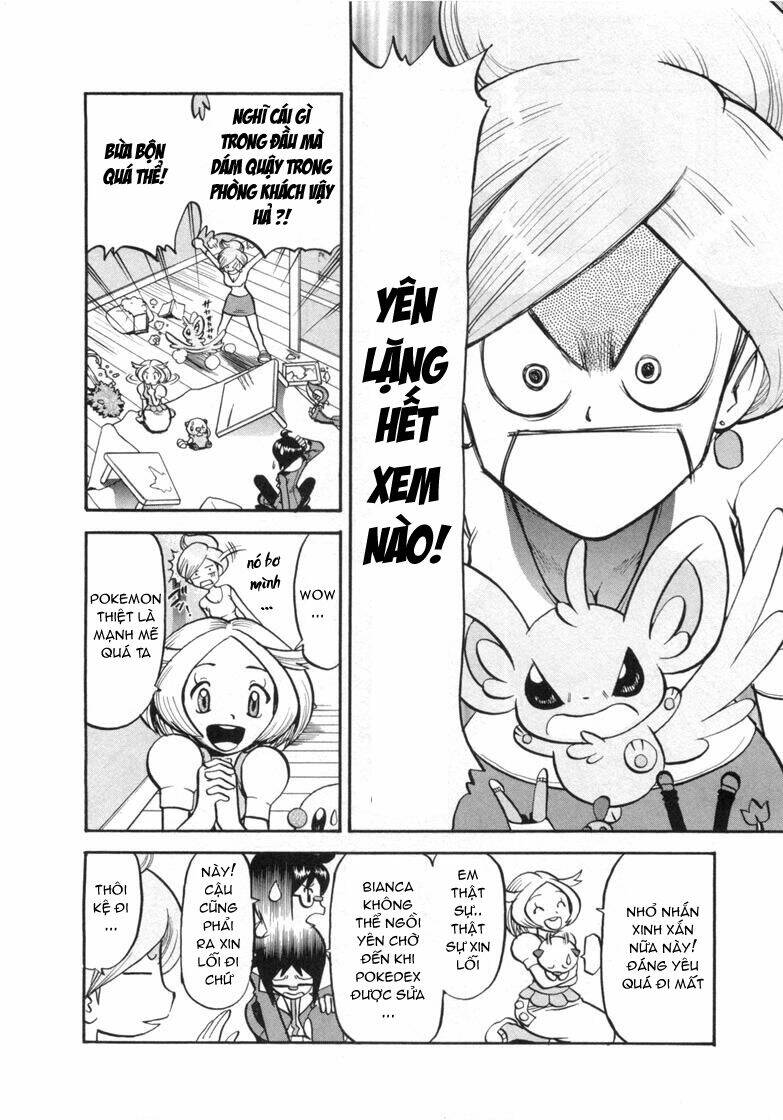 YÊN
LẶNG
HẾT
XEM
NÀO!
NGHĨ CÁI GÌ
TRONG ĐẦU MÀ
DÁM QUẬY TRONG
PHÒNG KHÁCH VẬY
HẢ ?!
BỪA BỘN
QUÁ THỂ!
WOW
...
nó bơ
mình
...
POKEMON
THIỆT LÀ
MẠNH MẼ
QUÁ TA
NHỎ NHẮN
XINH XẮN
NỮA NÀY!
ĐÁNG YÊU
QUÁ ĐI MẤT
EM
THẬT
SỰ..
THẬT
SỰ XIN
LỖI
BIANCA
KHÔNG
THỂ NGỒI
YÊN CHỜ
ĐẾN KHI
POKEDEX
ĐƯỢC SỬA
...
NÀY!
CẬU
CŨNG
PHẢI
RA XIN
LỖI ĐI
CHỨ
THÔI
KỆ ĐI
...